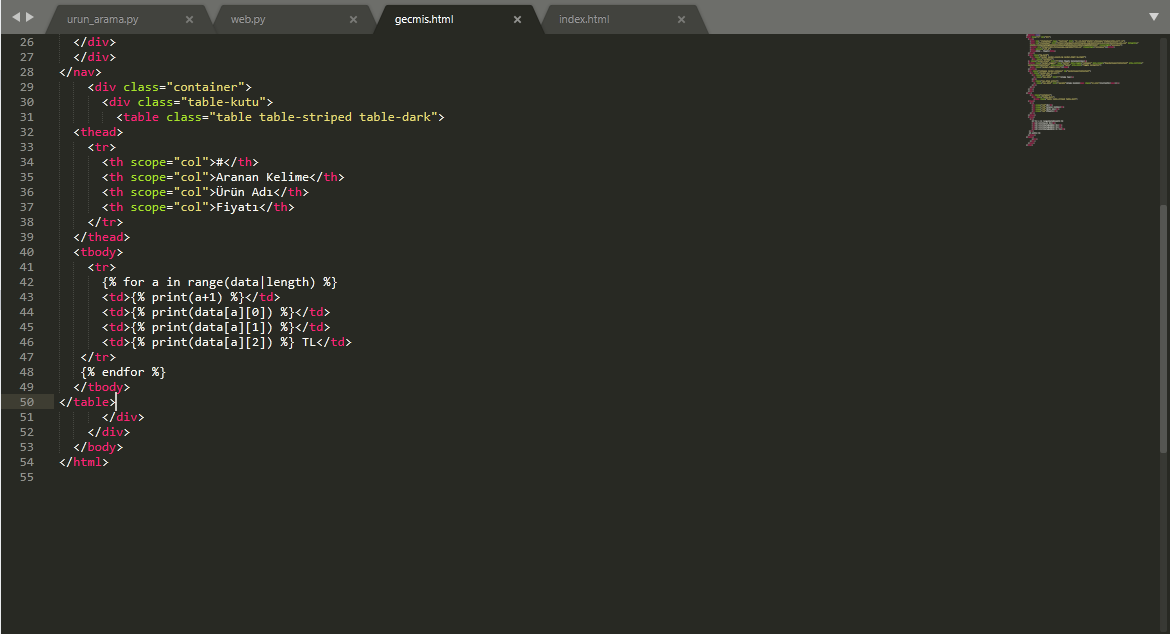 urun_arama.py × web.py × gecmis.html × index.html ×
26 </div>
27 </div>
28 </nav>
29 <div class="container">
30 <div class="table-kutu">
31 <table class="table table-striped table-dark">
32 <thead>
33 <tr>
34 <th scope="col">#</th>
35 <th scope="col">Aranan Kelime</th>
36 <th scope="col">Ürün Adı</th>
37 <th scope="col">Fiyatı</th>
38 </tr>
39 </thead>
40 <tbody>
41 <tr>
42 {% for a in range(data|length) %}
43 <td>{% print(a+1) %}</td>
44 <td>{% print(data[a][0]) %}</td>
45 <td>{% print(data[a][1]) %}</td>
46 <td>{% print(data[a][2]) %} TL</td>
47 </tr>
48 {% endfor %}
49 </tbody>
50 </table>
51 </div>
52 </div>
53 </body>
54 </html>
55